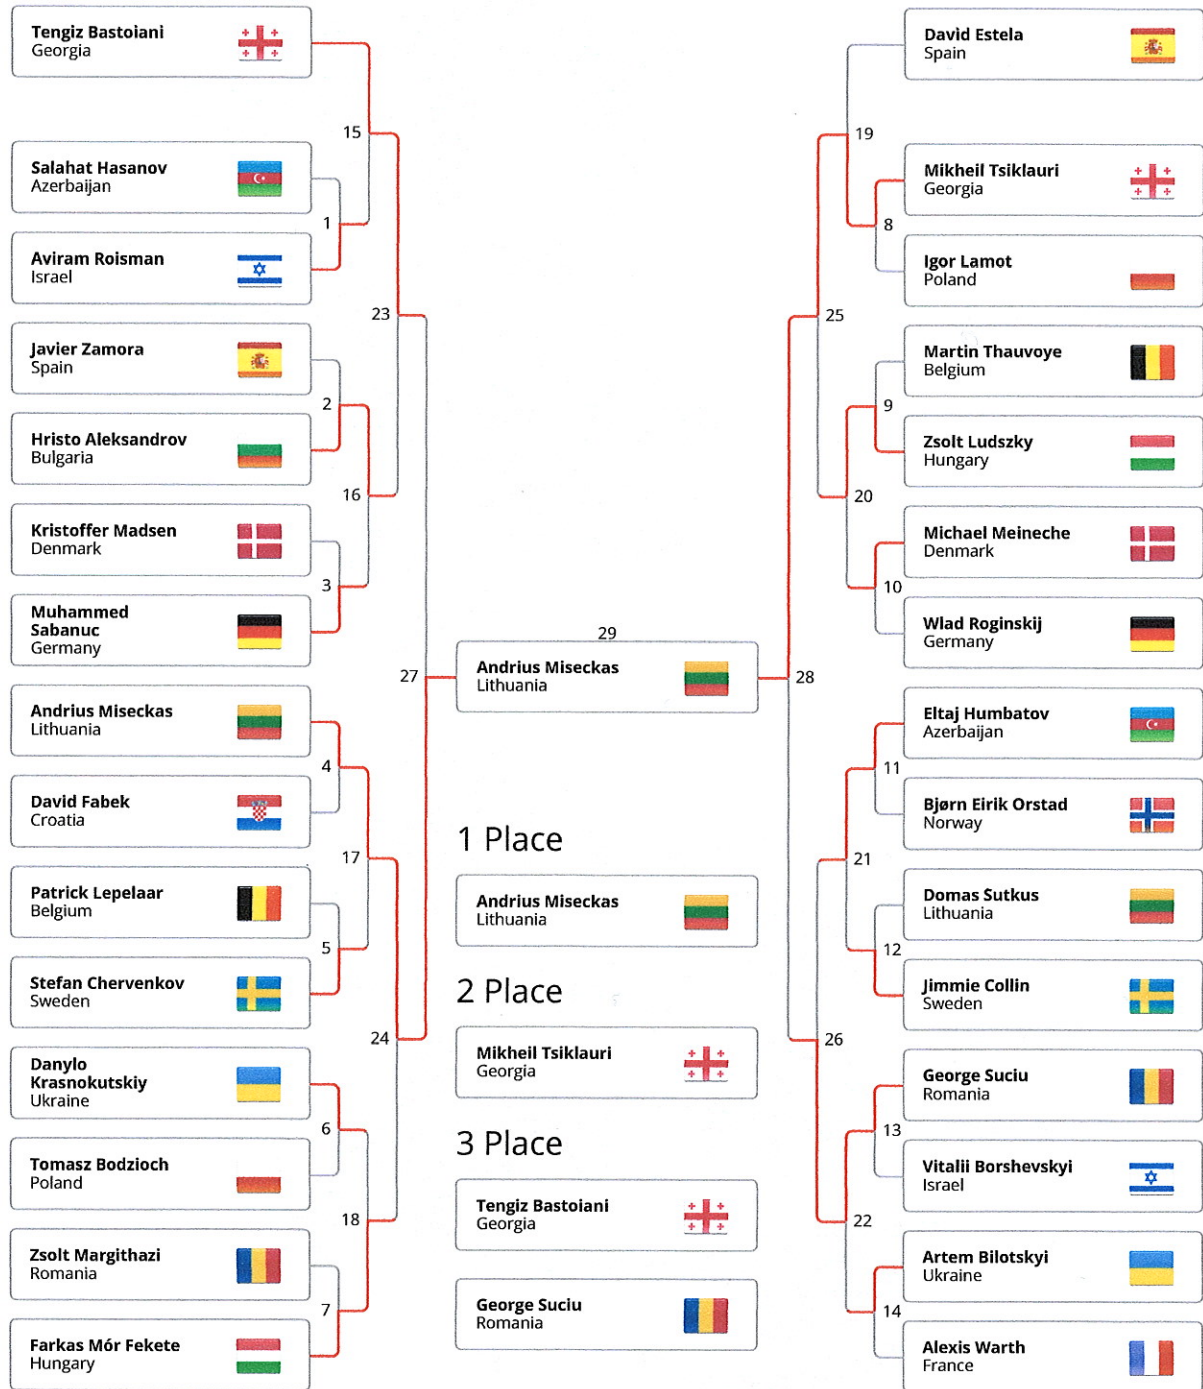 Tengiz Bastoiani
Georgia
15
Salahat Hasanov
Azerbaijan
1
Aviram Roisman
Israel
23
Javier Zamora
Spain
2
Hristo Aleksandrov
Bulgaria
16
Kristoffer Madsen
Denmark
3
Muhammed
Sabanuc
Germany
27
Andrius Miseckas
Lithuania
4
David Fabek
Croatia
17
Patrick Lepelaar
Belgium
5
Stefan Chervenkov
Sweden
24
Danylo
Krasnokutskiy
Ukraine
6
Tomasz Bodzioch
Poland
18
Zsolt Margithazi
Romania
7
Farkas Mór Fekete
Hungary
29
Andrius Miseckas
Lithuania
1 Place
Andrius Miseckas
Lithuania
2 Place
Mikheil Tsiklauri
Georgia
3 Place
Tengiz Bastoiani
Georgia
George Suciu
Romania
David Estela
Spain
19
Mikheil Tsiklauri
Georgia
8
Igor Lamot
Poland
25
Martin Thauvoye
Belgium
9
Zsolt Ludszky
Hungary
20
Michael Meineche
Denmark
10
Wlad Roginskij
Germany
28
Eltaj Humbatov
Azerbaijan
11
Bjørn Eirik Orstad
Norway
21
Domas Sutkus
Lithuania
12
Jimmie Collin
Sweden
26
George Suciu
Romania
13
Vitalii Borshevskyi
Israel
22
Artem Bilotskyi
Ukraine
14
Alexis Warth
France